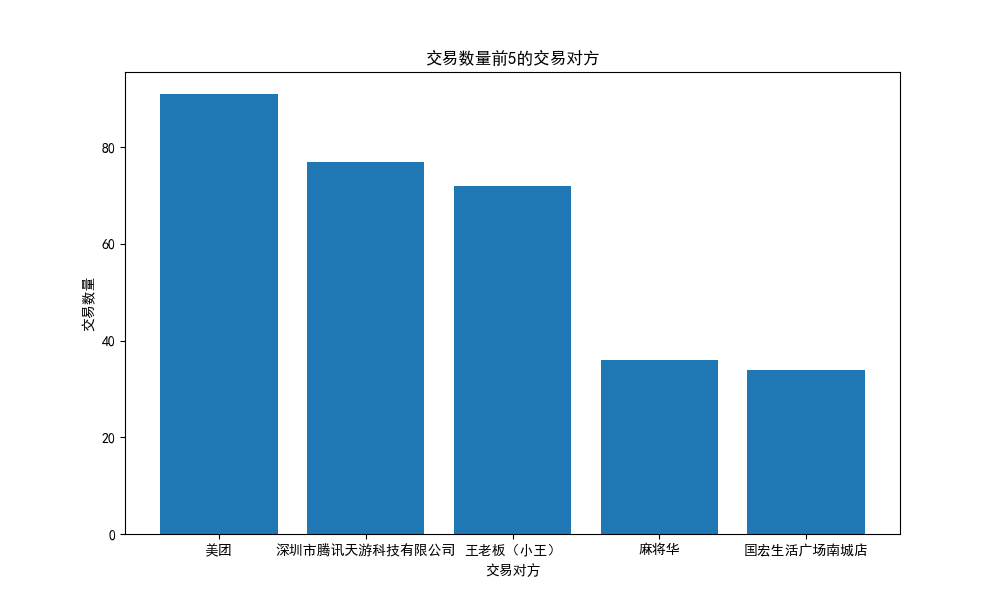 交易数量前5的交易对方
交易数量
80
60
40
20
0
美团
深圳市腾讯天游科技有限公司
王老板（小王）
麻将华
国宏生活广场南城店
交易对方